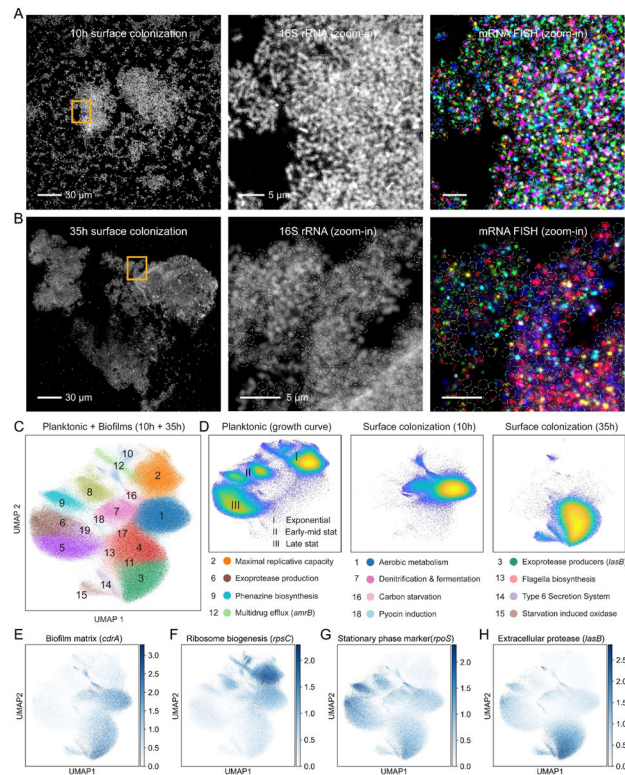 A
10h surface colonization
16S rRNA (zoom-in)
mRNA FISH (zoom-in)
30 µm
5 µm
B
35h surface colonization
16S rRNA (zoom-in)
mRNA FISH (zoom-in)
30 µm
5 µm
C
Planktonic + Biofilms (10h + 35h)
D
Planktonic (growth curve)
Surface colonization (10h)
Surface colonization (35h)
10
12
2
8
16
9
7
1
18
6
19
17
5
13
4
11
14
3
15
UMAP 2
UMAP 1
I
II
III
I Exponential
II Early-mid stat
III Late stat
2 Maximal replicative capacity
6 Exoprotease production
9 Phenazine biosynthesis
12 Multidrug efflux (amrB)
1 Aerobic metabolism
7 Denitrification & fermentation
16 Carbon starvation
18 Pyocin induction
3 Exoprotease producers (lasB)
13 Flagella biosynthesis
14 Type 6 Secretion System
15 Starvation induced oxidase
E
Biofilm matrix (cdrA)
3.0
2.5
2.0
1.5
1.0
0.5
0.0
UMAP2
UMAP1
F
Ribosome biogenesis (rpsC)
2.0
1.5
1.0
0.5
0.0
UMAP2
UMAP1
G
Stationary phase marker(rpoS)
2.0
1.5
1.0
0.5
0.0
UMAP2
UMAP1
H
Extracellular protease (lasB)
2.5
2.0
1.5
1.0
0.5
0.0
UMAP2
UMAP1